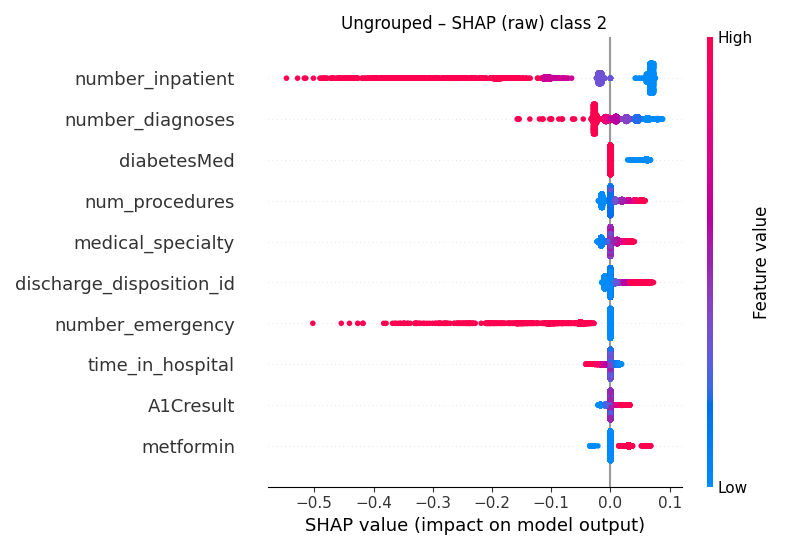 Ungrouped – SHAP (raw) class 2
High
number_inpatient
number_diagnoses
diabetesMed
num_procedures
medical_specialty
discharge_disposition_id
number_emergency
time_in_hospital
A1Cresult
metformin
Feature value
Low
−0.5 −0.4 −0.3 −0.2 −0.1 0.0 0.1
SHAP value (impact on model output)